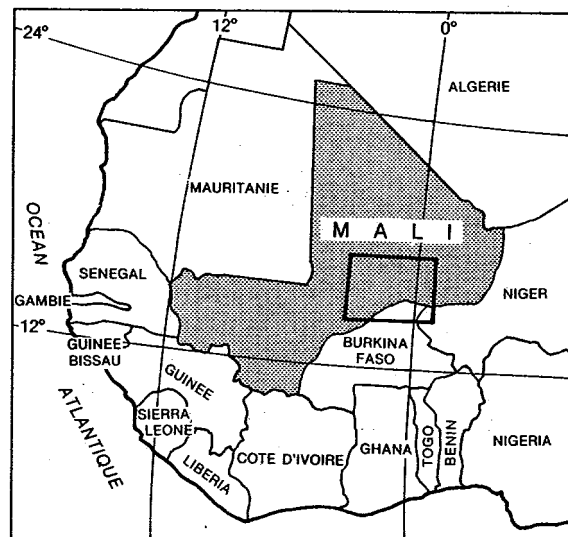 12°
0°
24°
ALGERIE
MAURITANIE
OCEAN
M A L I
SENEGAL
NIGER
GAMBIE
12°
GUINEE
BISSAU
BURKINA
FASO
GUINEE
ATLANTIQUE
SIERRA
LEONE
LIBERIA
COTE D'IVOIRE
GHANA
TOGO
BENIN
NIGERIA